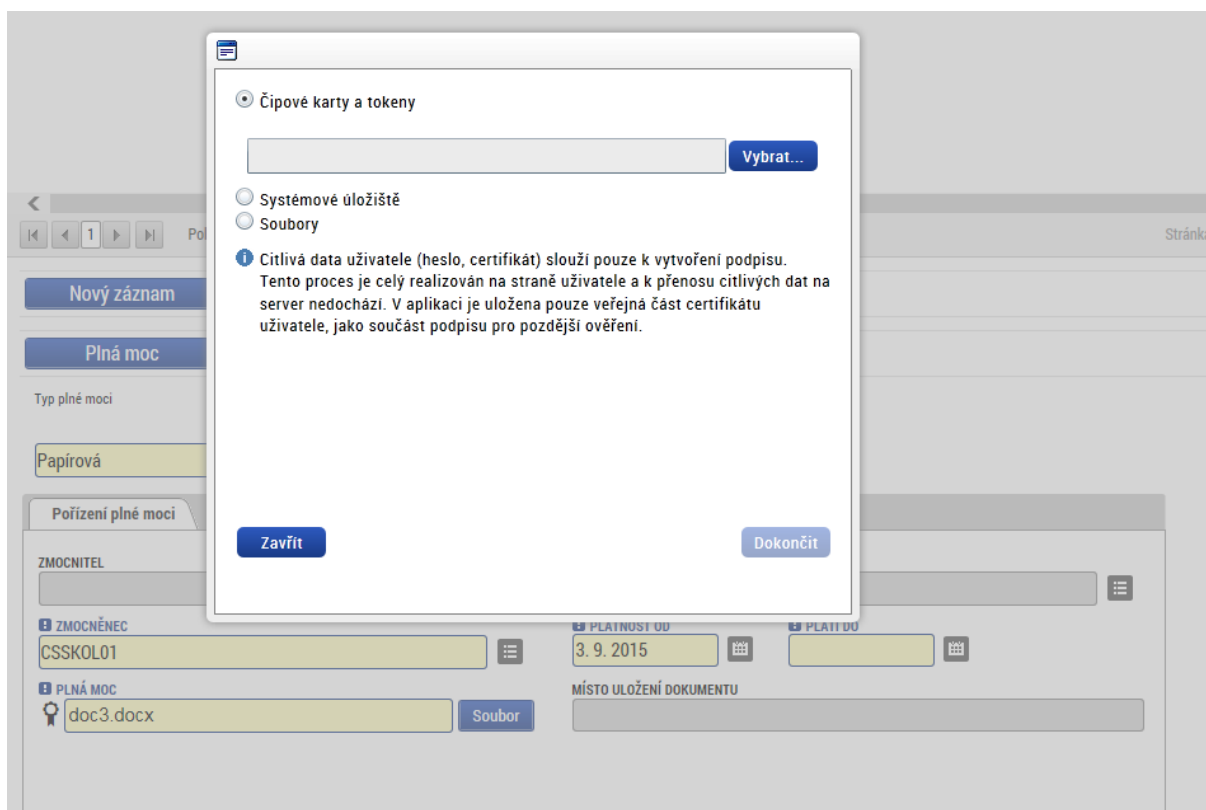 Čipové karty a tokeny
Vybrat...
Systémové úložiště
Soubory
Citlivá data uživatele (heslo, certifikát) slouží pouze k vytvoření podpisu.
Tento proces je celý realizován na straně uživatele a k přenosu citlivých dat na
server nedochází. V aplikaci je uložena pouze veřejná část certifikátu
uživatele, jako součást podpisu pro pozdější ověření.
Zavřít
Dokončit
1
Nový záznam
Plná moc
Typ plné moci
Papírová
Pořízení plné moci
ZMOCNITEL
ZMOCNĚNEC
PLATNOST OD
PLATÍ DO
CSSKOL01
3. 9. 2015
PLNÁ MOC
MÍSTO ULOŽENÍ DOKUMENTU
doc3.docx
Soubor